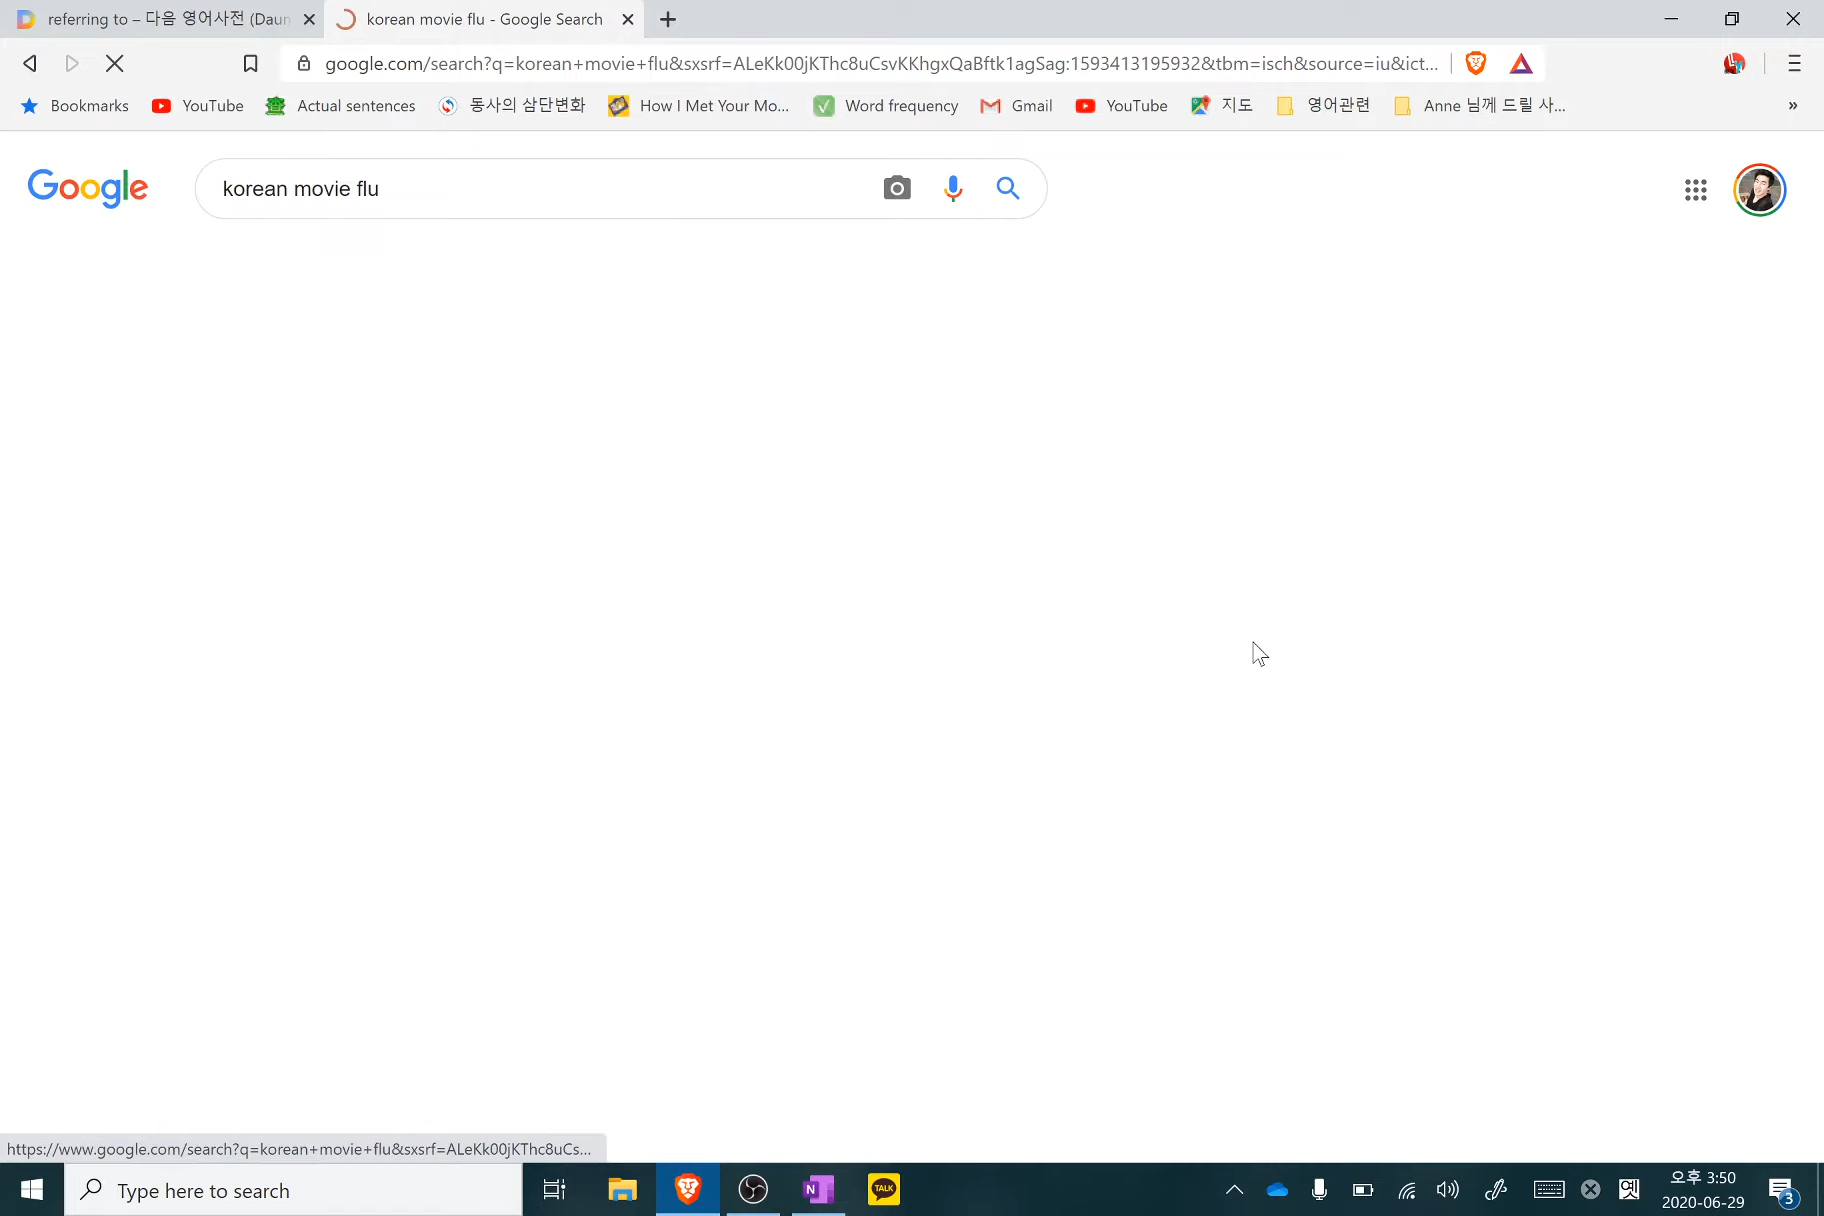 referring to – 다음 영어사전 (Daum
korean movie flu - Google Search
google.com/search?q=korean+movie+flu&sxsrf=ALeKk00jKThc8uCsvKKhgxQaBftk1agSag:1593413195932&tbm=isch&source=iu&ict...
Bookmarks YouTube Actual sentences 동사의 삼단변화 How I Met Your Mo... Word frequency Gmail YouTube 지도 영어관련 Anne 님께 드릴 사... »
Google
korean movie flu
https://www.google.com/search?q=korean+movie+flu&sxsrf=ALeKk00jKThc8uCs...
Type here to search
N
TALK
오후 3:50
2020-06-29
3